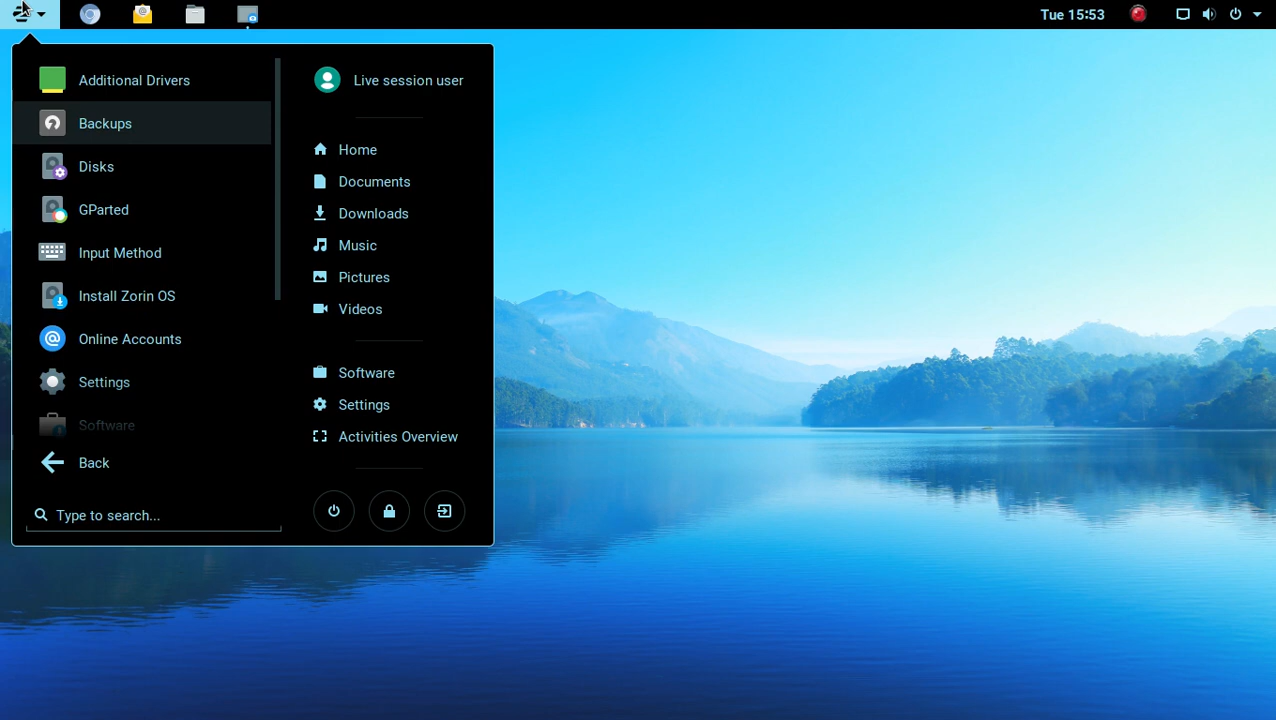 Tue 15:53
Additional Drivers
Backups
Disks
GParted
Input Method
Install Zorin OS
Online Accounts
Settings
Software
Back
Type to search...
Live session user
Home
Documents
Downloads
Music
Pictures
Videos
Software
Settings
Activities Overview